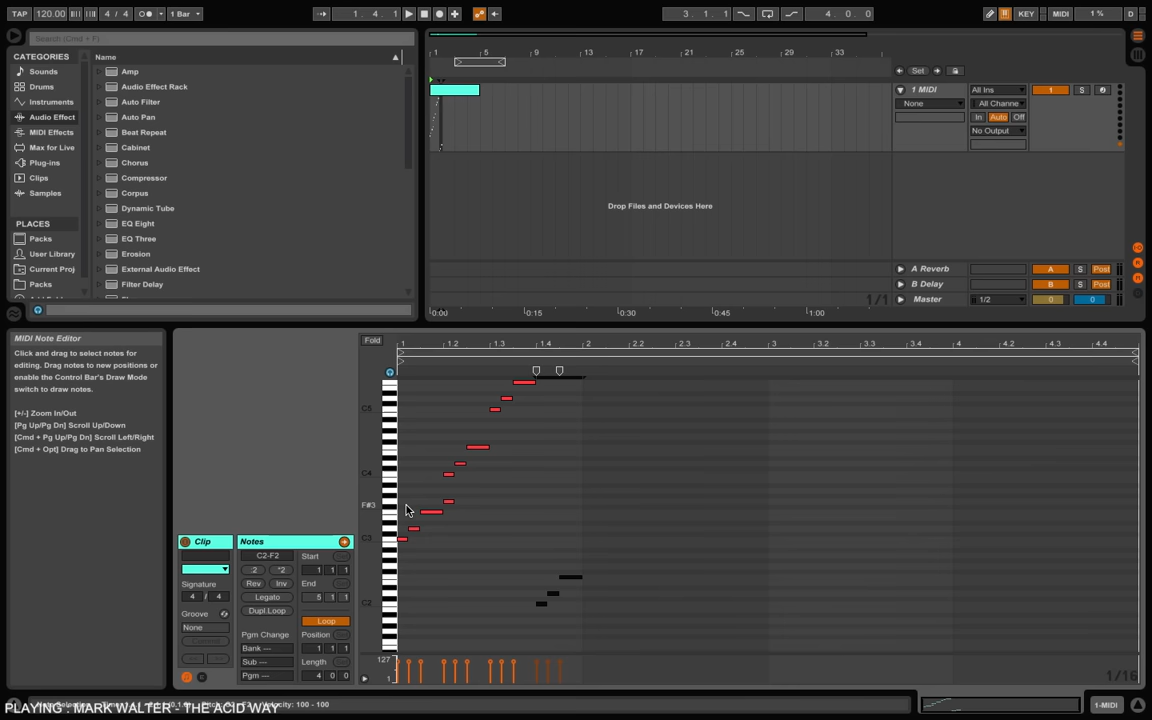 TAP 120.00 4 / 4 1 Bar 1. 4. 1 3. 1. 1 4. 0. 0 KEY MIDI 1 % D
Search (Cmd + F)
CATEGORIES
Sounds
Drums
Instruments
Audio Effect
MIDI Effects
Max for Live
Plug-ins
Clips
Samples
PLACES
Packs
User Library
Current Proj
Packs
Name
Amp
Audio Effect Rack
Auto Filter
Auto Pan
Beat Repeat
Cabinet
Chorus
Compressor
Corpus
Dynamic Tube
EQ Eight
EQ Three
Erosion
External Audio Effect
Filter Delay
1 5 9 13 17 21 25 29 33
Set
1 MIDI All Ins 1 S
None All Channe
In Auto Off
No Output
Drop Files and Devices Here
A Reverb A S Post
B Delay B S Post
1/1 Master 1/2 0 0
0:00 0:15 0:30 0:45 1:00
MIDI Note Editor
Click and drag to select notes for
editing. Drag notes to new positions or
enable the Control Bar's Draw Mode
switch to draw notes.
[+/-] Zoom In/Out
[Pg Up/Pg Dn] Scroll Up/Down
[Cmd + Pg Up/Pg Dn] Scroll Left/Right
[Cmd + Opt] Drag to Pan Selection
Clip
Signature
4 / 4
Groove
None
Notes
C2-F2
:2 *2
Rev Inv
Legato
Dupl.Loop
Pgm Change
Bank ---
Sub ---
Pgm ---
Start
1 1 1
End
5 1 1
Loop
Position
1 1 1
Length
4 0 0
Fold
1 1.2 1.3 1.4 2 2.2 2.3 2.4 3 3.2 3.3 3.4 4 4.2 4.3 4.4
C5
C4
F#3
C3
C2
127
1
1/16
PLAYING : MARK WALTER - THE ACID WAY
Velocity: 100 - 100
1-MIDI